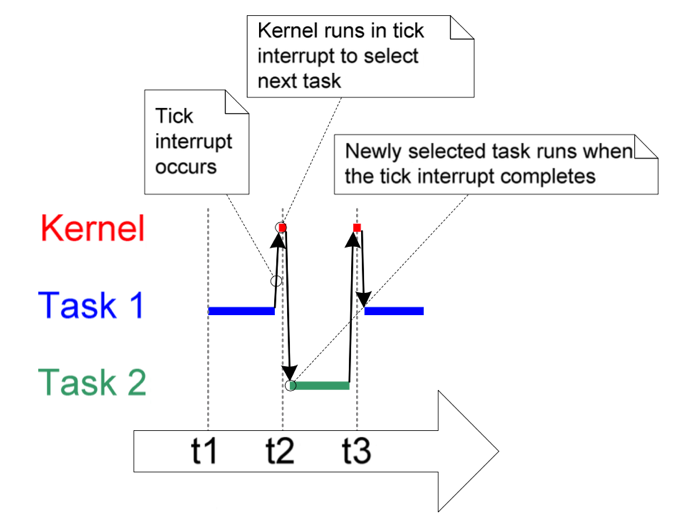 Kernel runs in tick
interrupt to select
next task
Tick
interrupt
occurs
Newly selected task runs when
the tick interrupt completes
Kernel
Task 1
Task 2
t1 t2 t3